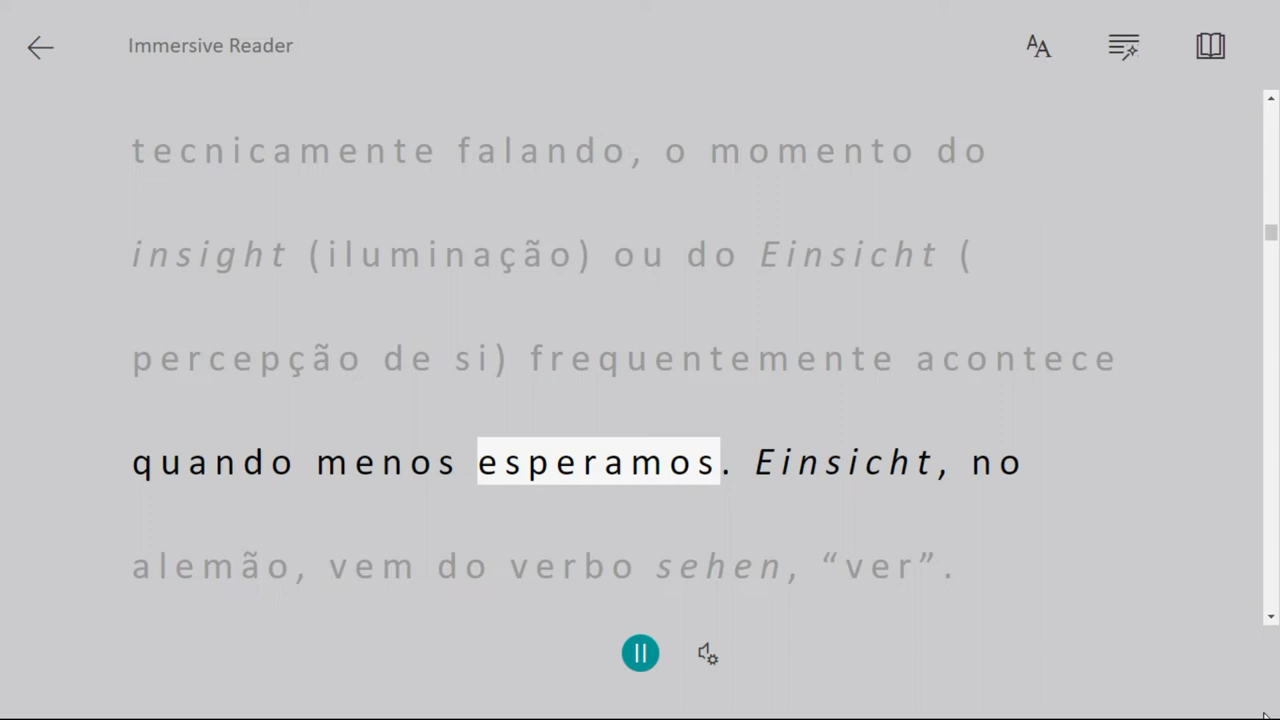 Immersive Reader
tecnicamente falando, o momento do
insight (iluminação) ou do Einsicht (
percepção de si) frequentemente acontece
quando menos esperamos. Einsicht, no
alemão, vem do verbo sehen, “ver”.